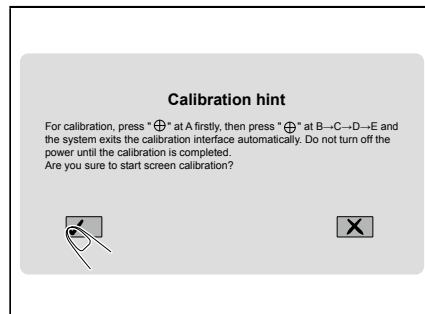 Calibration hint
For calibration, press " ⊕" at A firstly, then press " ⊕" at B→C→D→E and
the system exits the calibration interface automatically. Do not turn off the
power until the calibration is completed.
Are you sure to start screen calibration?